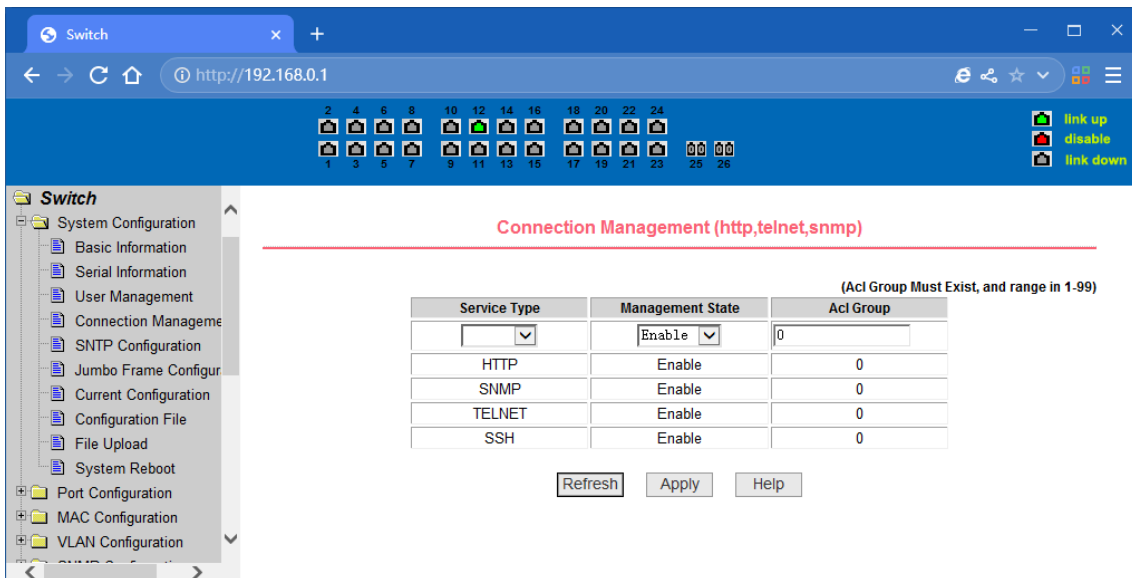 Switch
http://192.168.0.1
2 4 6 8 10 12 14 16 18 20 22 24
1 3 5 7 9 11 13 15 17 19 21 23 25 26
link up
disable
link down
Switch
System Configuration
Basic Information
Serial Information
User Management
Connection Manageme
SNTP Configuration
Jumbo Frame Configur
Current Configuration
Configuration File
File Upload
System Reboot
Port Configuration
MAC Configuration
VLAN Configuration
Connection Management (http,telnet,snmp)
(Acl Group Must Exist, and range in 1-99)
Service Type Management State Acl Group
Enable 0
HTTP Enable 0
SNMP Enable 0
TELNET Enable 0
SSH Enable 0
Refresh Apply Help